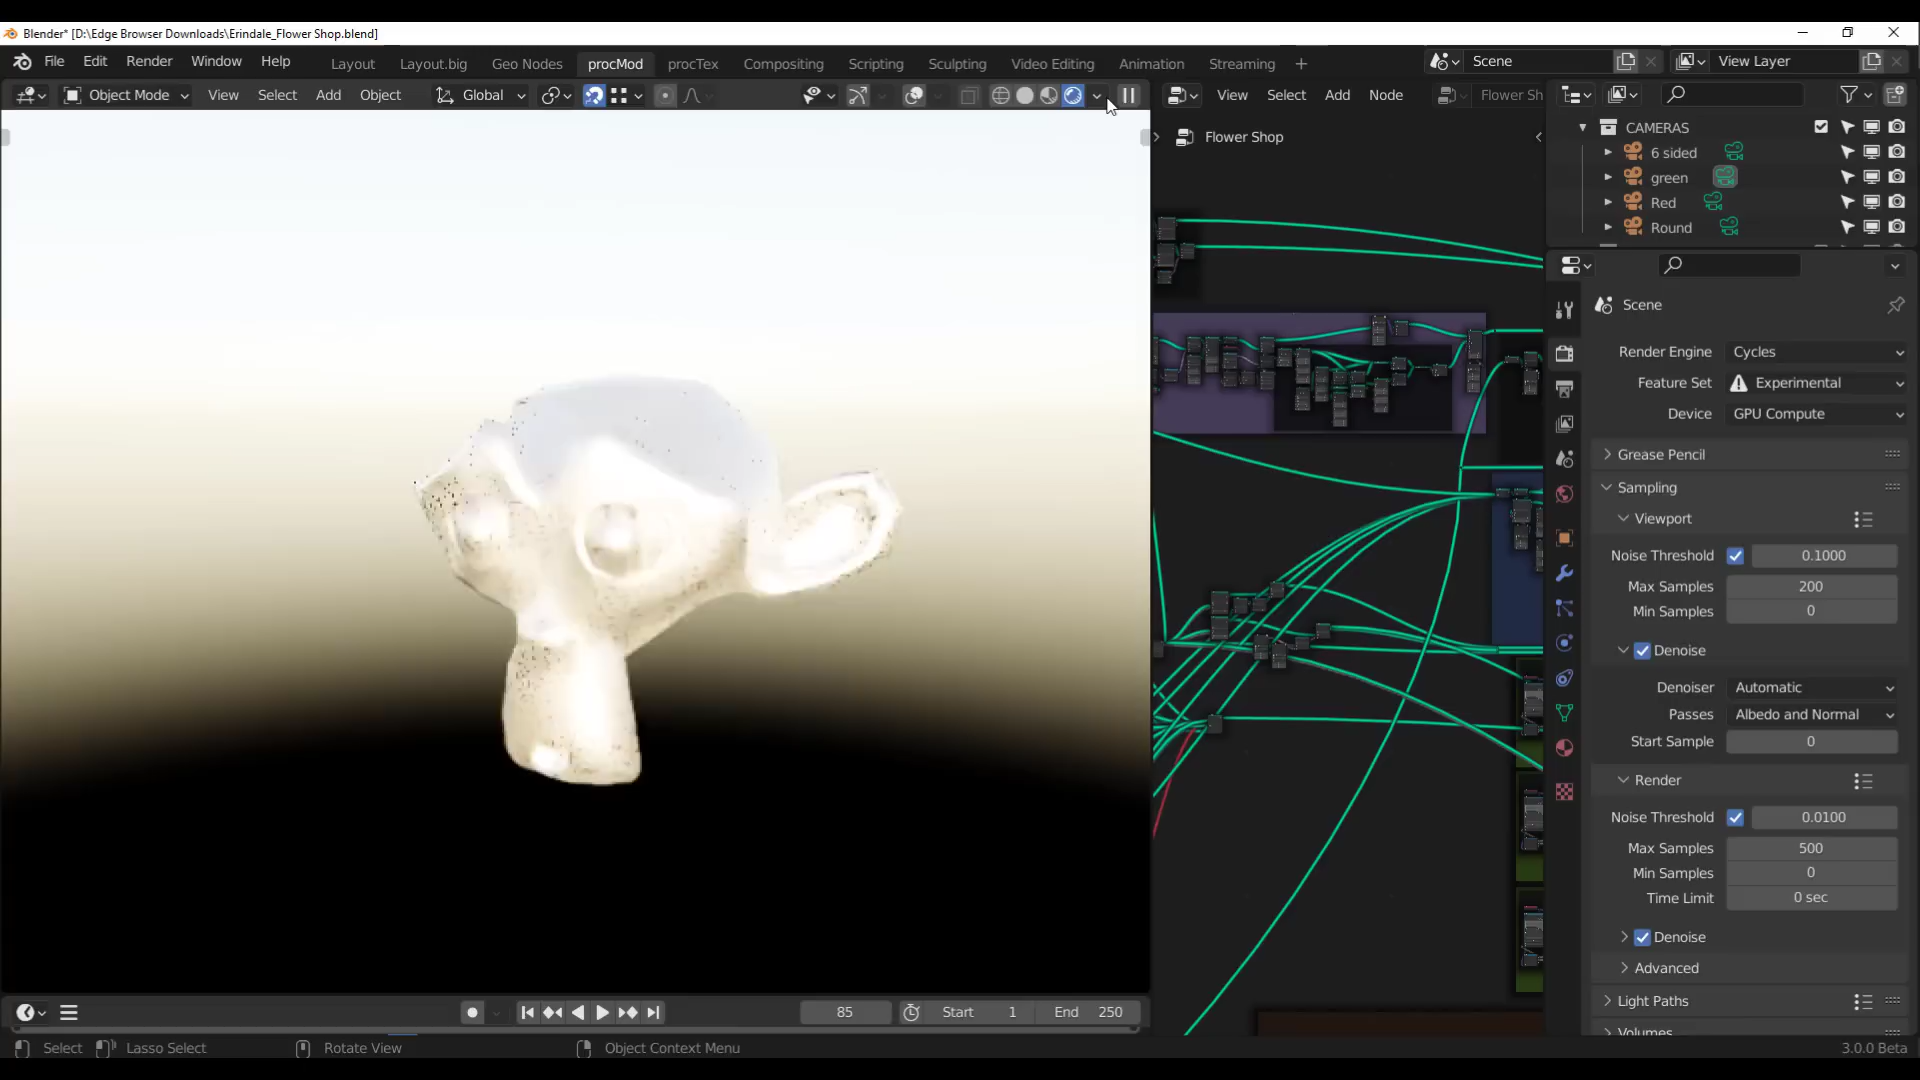 Blender* [D:\Edge Browser Downloads\Erindale_Flower Shop.blend]
File Edit Render Window Help Layout Layout.big Geo Nodes procMod procTex Compositing Scripting Sculpting Video Editing Animation Streaming + Scene View Layer
Object Mode View Select Add Object Global View Select Add Node Flower Sh
Flower Shop
CAMERAS
6 sided
green
Red
Round
Scene
Render Engine Cycles
Feature Set Experimental
Device GPU Compute
Grease Pencil
Sampling
Viewport
Noise Threshold 0.1000
Max Samples 200
Min Samples 0
Denoise
Denoiser Automatic
Passes Albedo and Normal
Start Sample 0
Render
Noise Threshold 0.0100
Max Samples 500
Min Samples 0
Time Limit 0 sec
Denoise
Advanced
Light Paths
Volumes
85 Start 1 End 250
Select Lasso Select Rotate View Object Context Menu 3.0.0 Beta